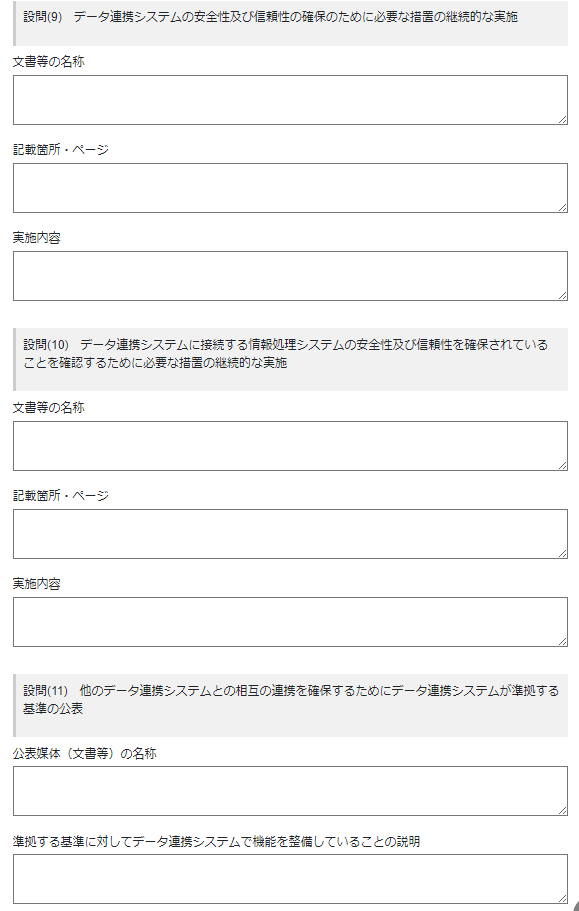 設問(9)　データ連携システムの安全性及び信頼性の確保のために必要な措置の継続的な実施
文書等の名称
記載箇所・ページ
実施内容
設問(10)　データ連携システムに接続する情報処理システムの安全性及び信頼性を確保されている
ことを確認するために必要な措置の継続的な実施
文書等の名称
記載箇所・ページ
実施内容
設問(11)　他のデータ連携システムとの相互の連携を確保するためにデータ連携システムが準拠する
基準の公表
公表媒体（文書等）の名称
準拠する基準に対してデータ連携システムで機能を整備していることの説明